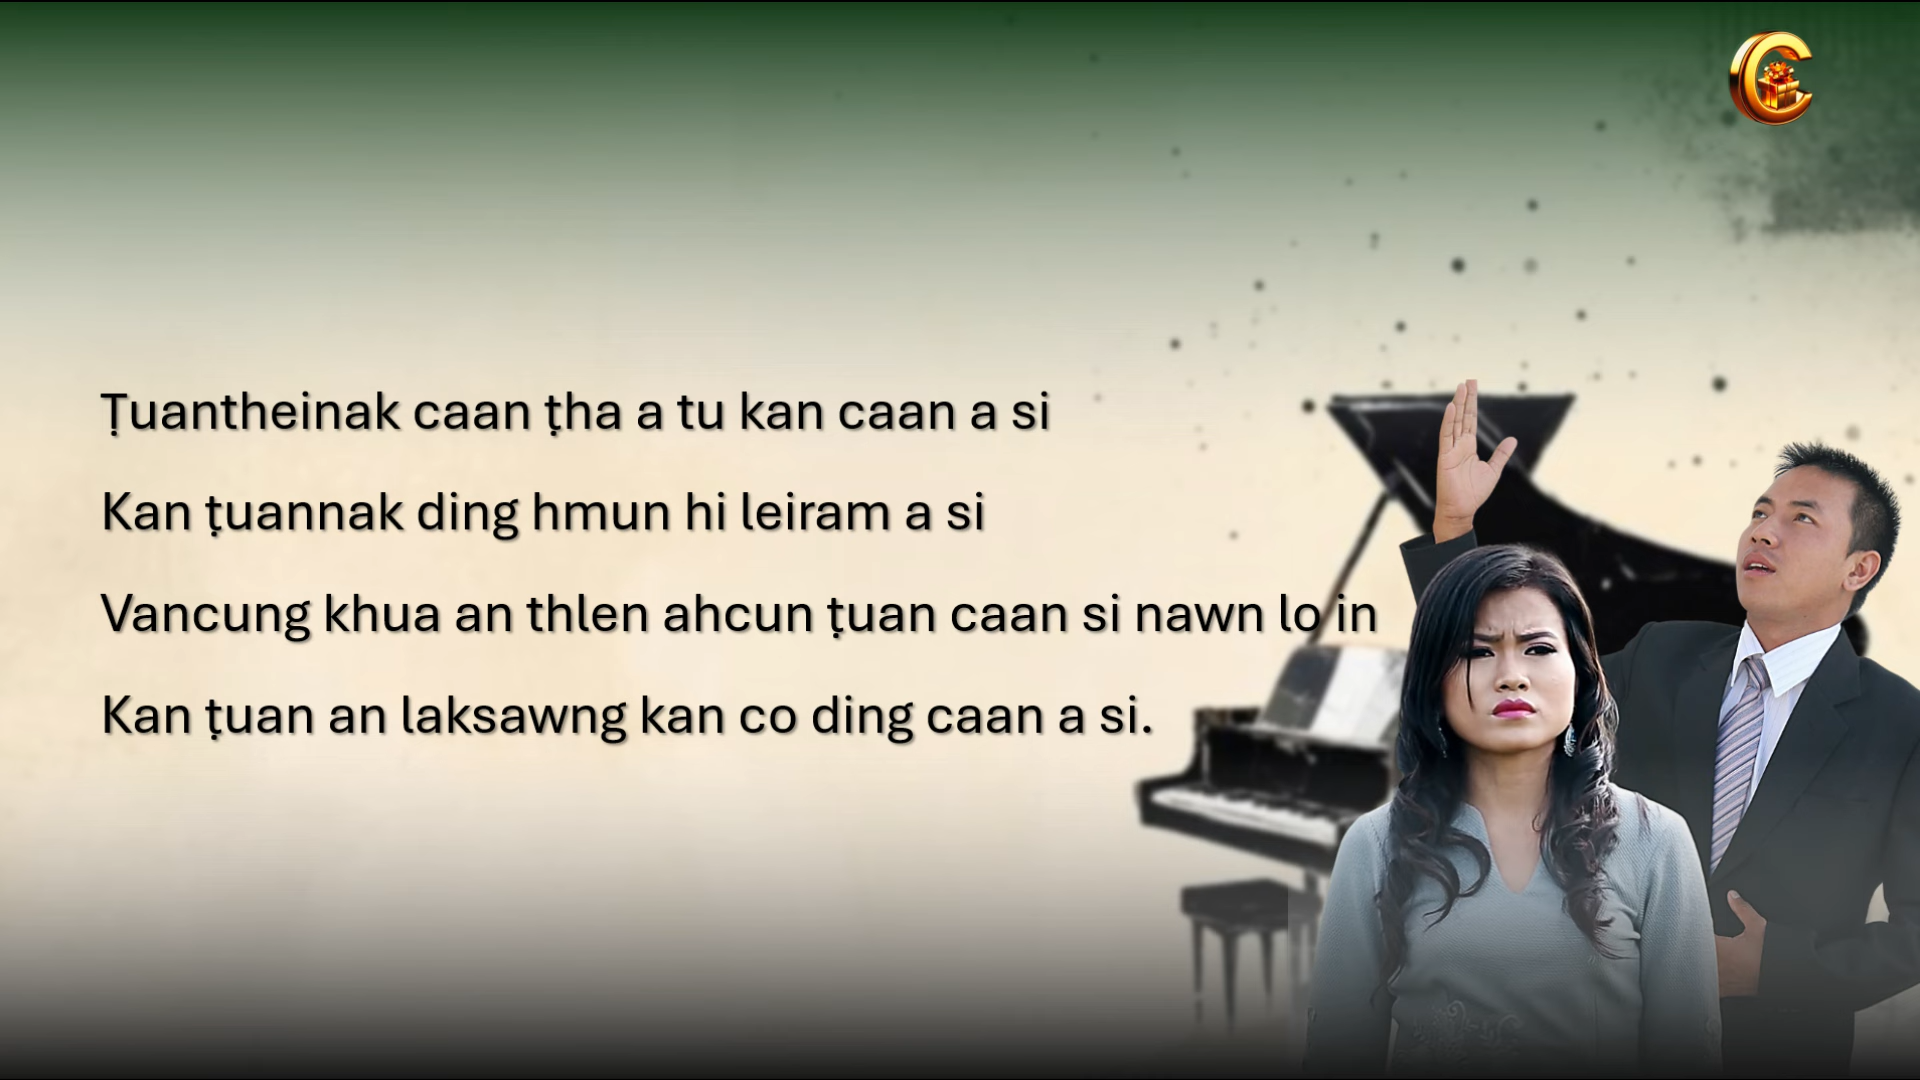 Ṭuantheinak caan ṭha a tu kan caan a si
Kan ṭuannak ding hmun hi leiram a si
Vancung khua an thlen ahcun ṭuan caan si nawn lo in
Kan ṭuan an laksawng kan co ding caan a si.